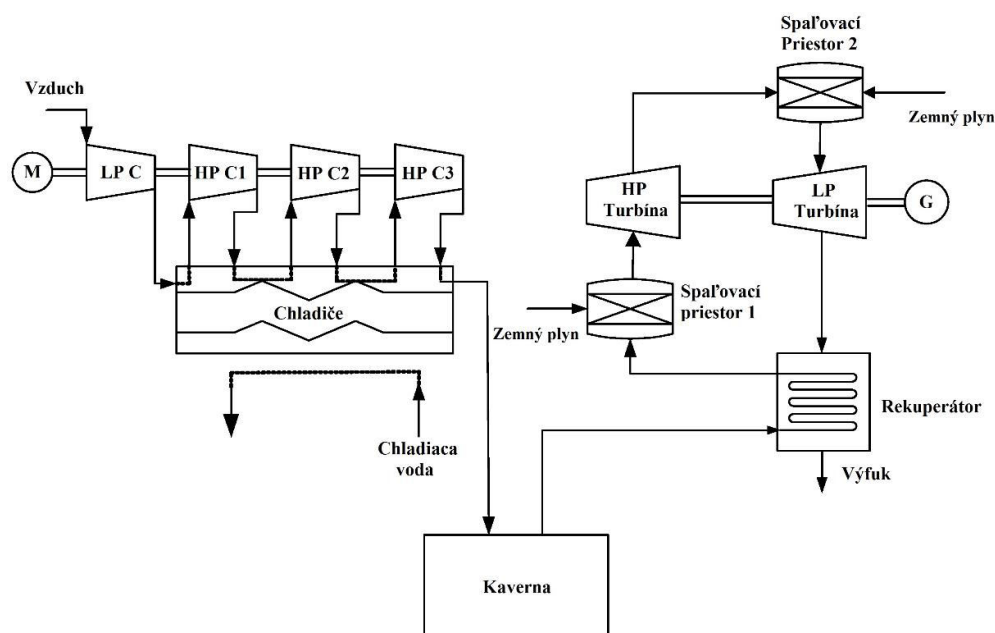 Spaľovací
Priestor 2
Vzduch
Zemný plyn
M
LP C
HP C1
HP C2
HP C3
HP
Turbína
LP
Turbína
G
Spaľovací
priestor 1
Chladiče
Zemný plyn
Rekuperátor
Chladiaca
voda
Výfuk
Kaverna